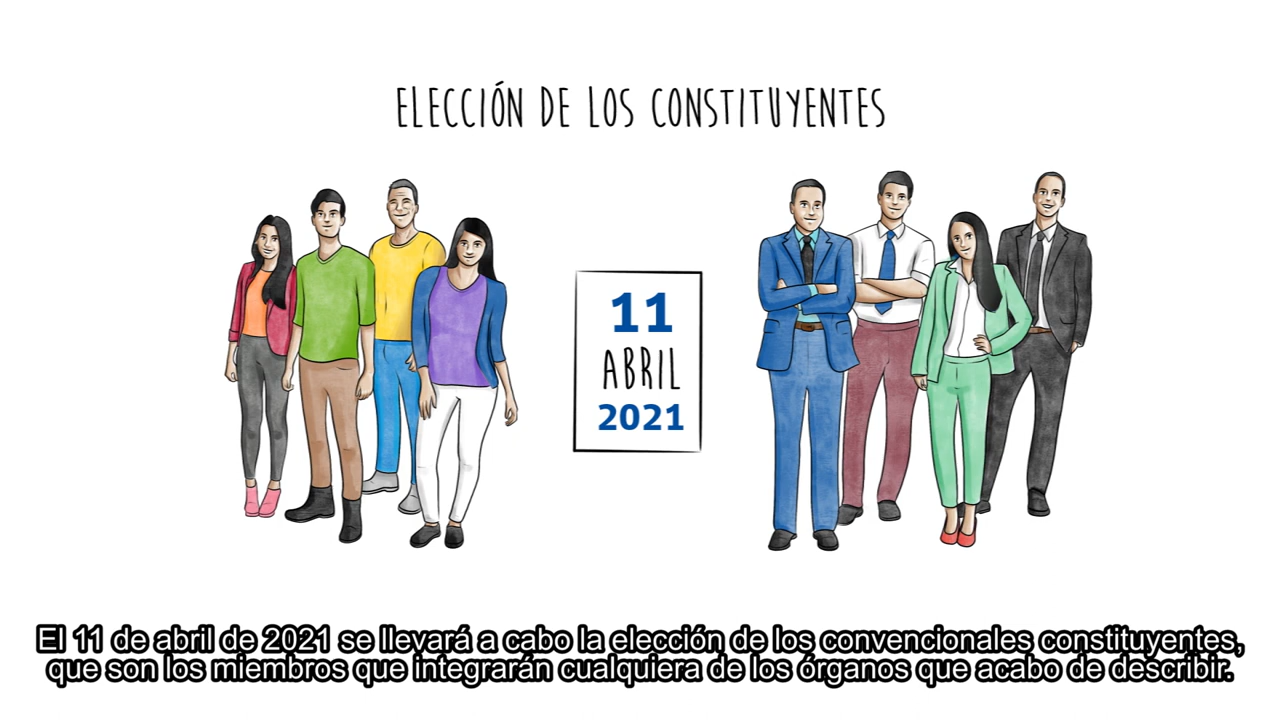 ELECCIÓN DE LOS CONSTITUYENTES
11
ABRIL
2021
El 11 de abril de 2021 se llevará a cabo la elección de los convencionales constituyentes,
que son los miembros que integrarán cualquiera de los órganos que acabo de describir.